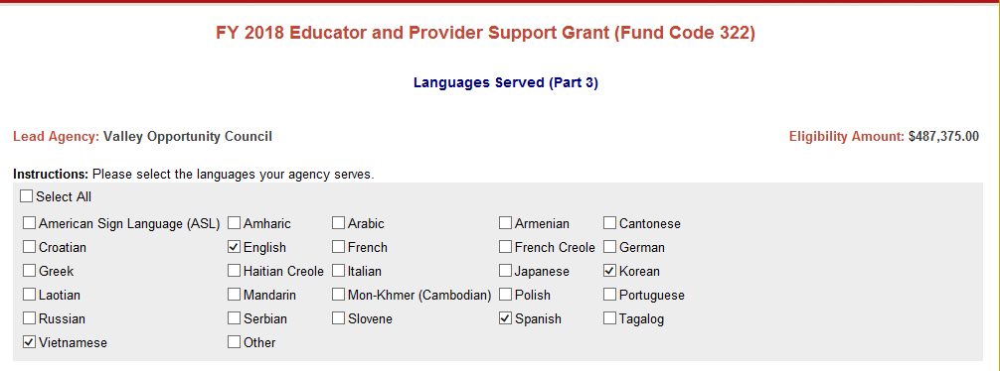 FY 2018 Educator and Provider Support Grant (Fund Code 322)
Languages Served (Part 3)
Lead Agency: Valley Opportunity Council Eligibility Amount: $487,375.00
Instructions: Please select the languages your agency serves.
Select All
American Sign Language (ASL) Amharic Arabic Armenian Cantonese
Croatian English French French Creole German
Greek Haitian Creole Italian Japanese Korean
Laotian Mandarin Mon-Khmer (Cambodian) Polish Portuguese
Russian Serbian Slovene Spanish Tagalog
Vietnamese Other